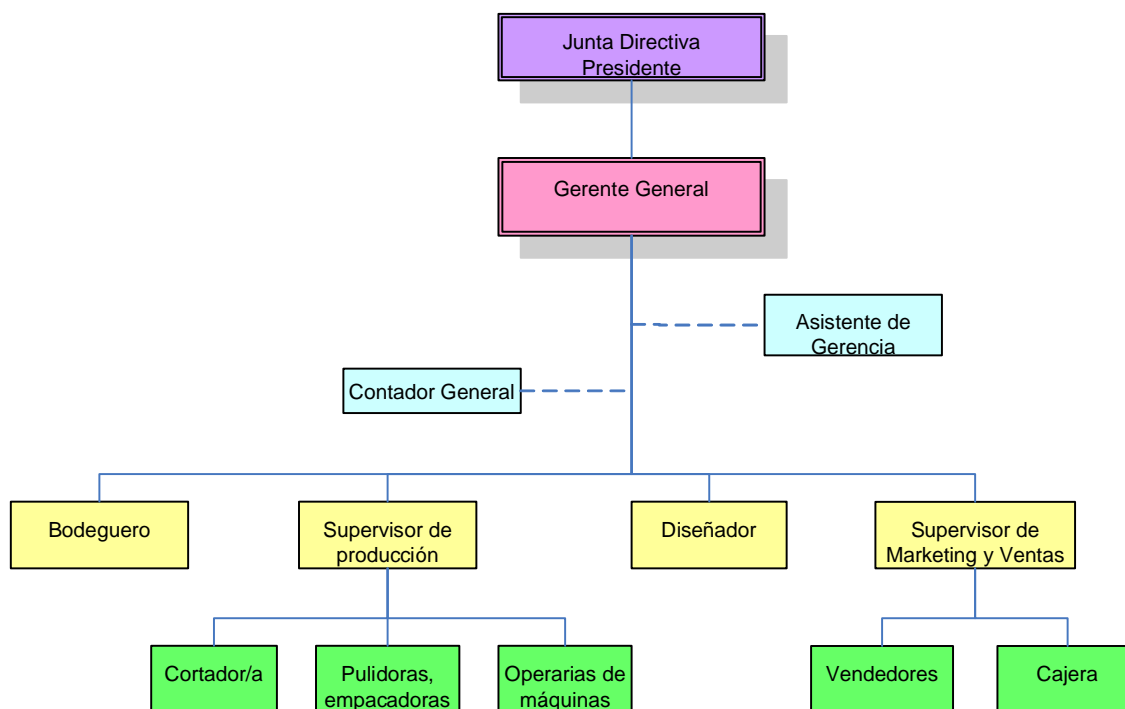 Junta Directiva
Presidente
Gerente General
Asistente de
Gerencia
Contador General
Bodeguero
Supervisor de
producción
Diseñador
Supervisor de
Marketing y Ventas
Cortador/a
Pulidoras,
empacadoras
Operarias de
máquinas
Vendedores
Cajera